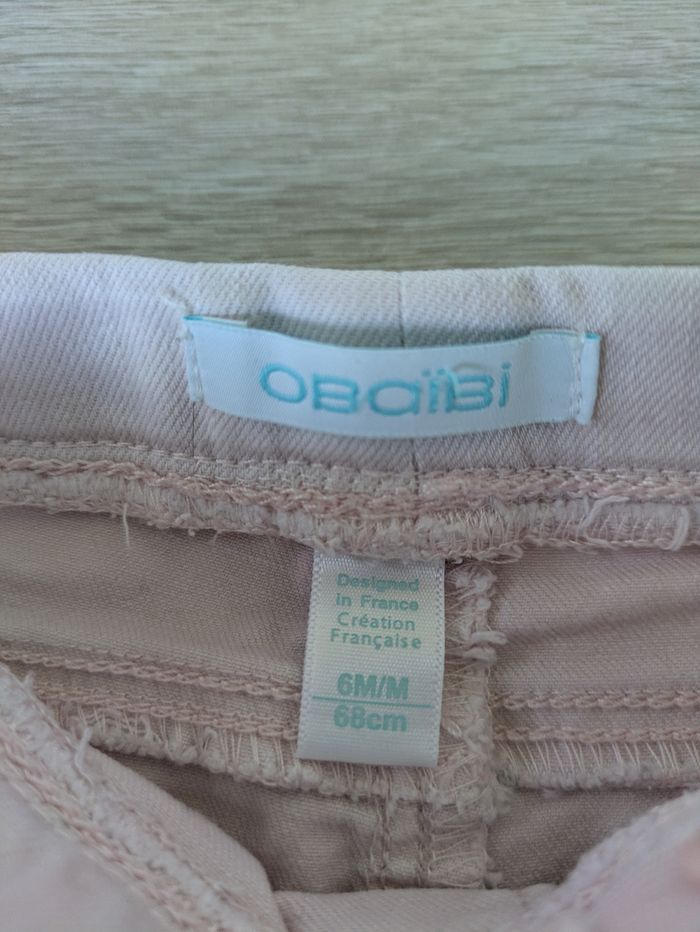 OBaïBi
Designed
in France
Création
Française
6M/M
68cm